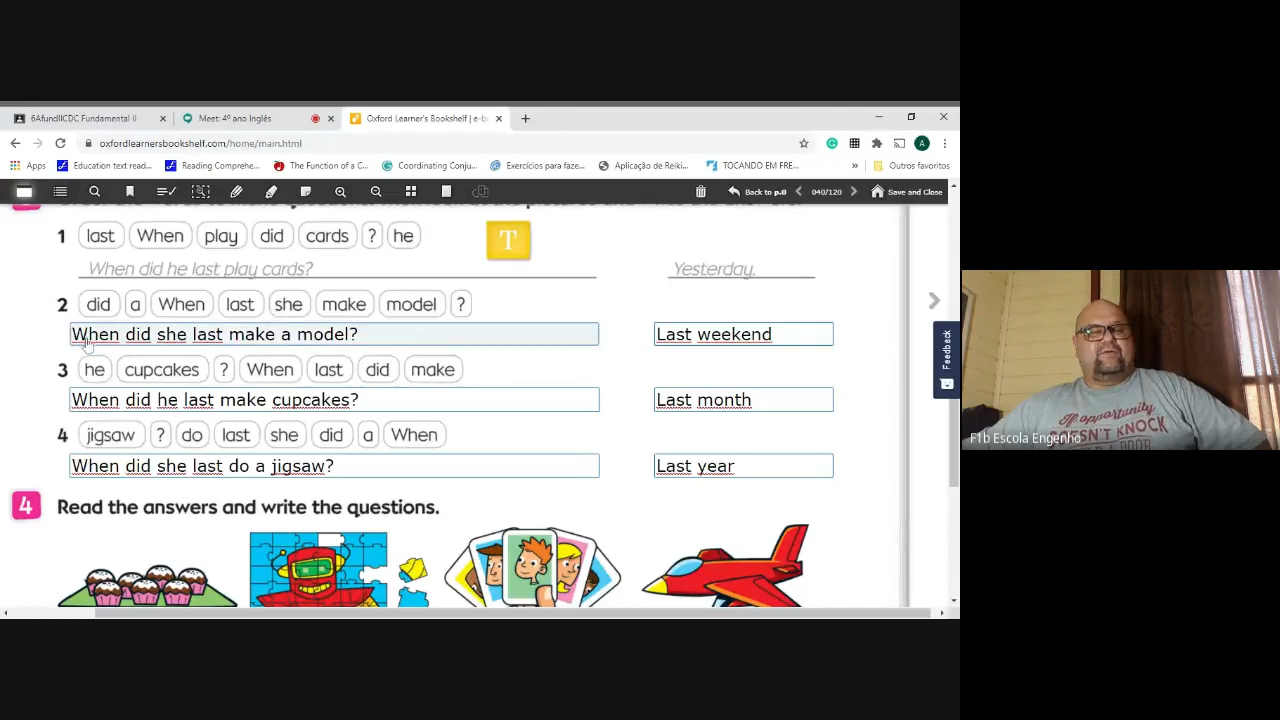 6AfundIICDC Fundamental II
Meet: 4º ano Inglês
Oxford Learner's Bookshelf | e-b
oxfordlearnersbookshelf.com/home/main.html
A
Apps
Education text read...
Reading Comprehe...
The Function of a C...
Coordinating Conju...
Exercícios para faze...
Aplicação de Reiki...
TOCANDO EM FRE...
»
Outros favoritos
Back to p.0
040/120
Save and Close
1 last When play did cards ? he
T
When did he last play cards? Yesterday.
2 did a When last she make model ?
When did she last make a model? Last weekend
3 he cupcakes ? When last did make
When did he last make cupcakes? Last month
4 jigsaw ? do last she did a When
When did she last do a jigsaw? Last year
4 Read the answers and write the questions.
Feedback
If opportunity
DOESN'T KNOCK
A DOOR
F1b Escola Engenho